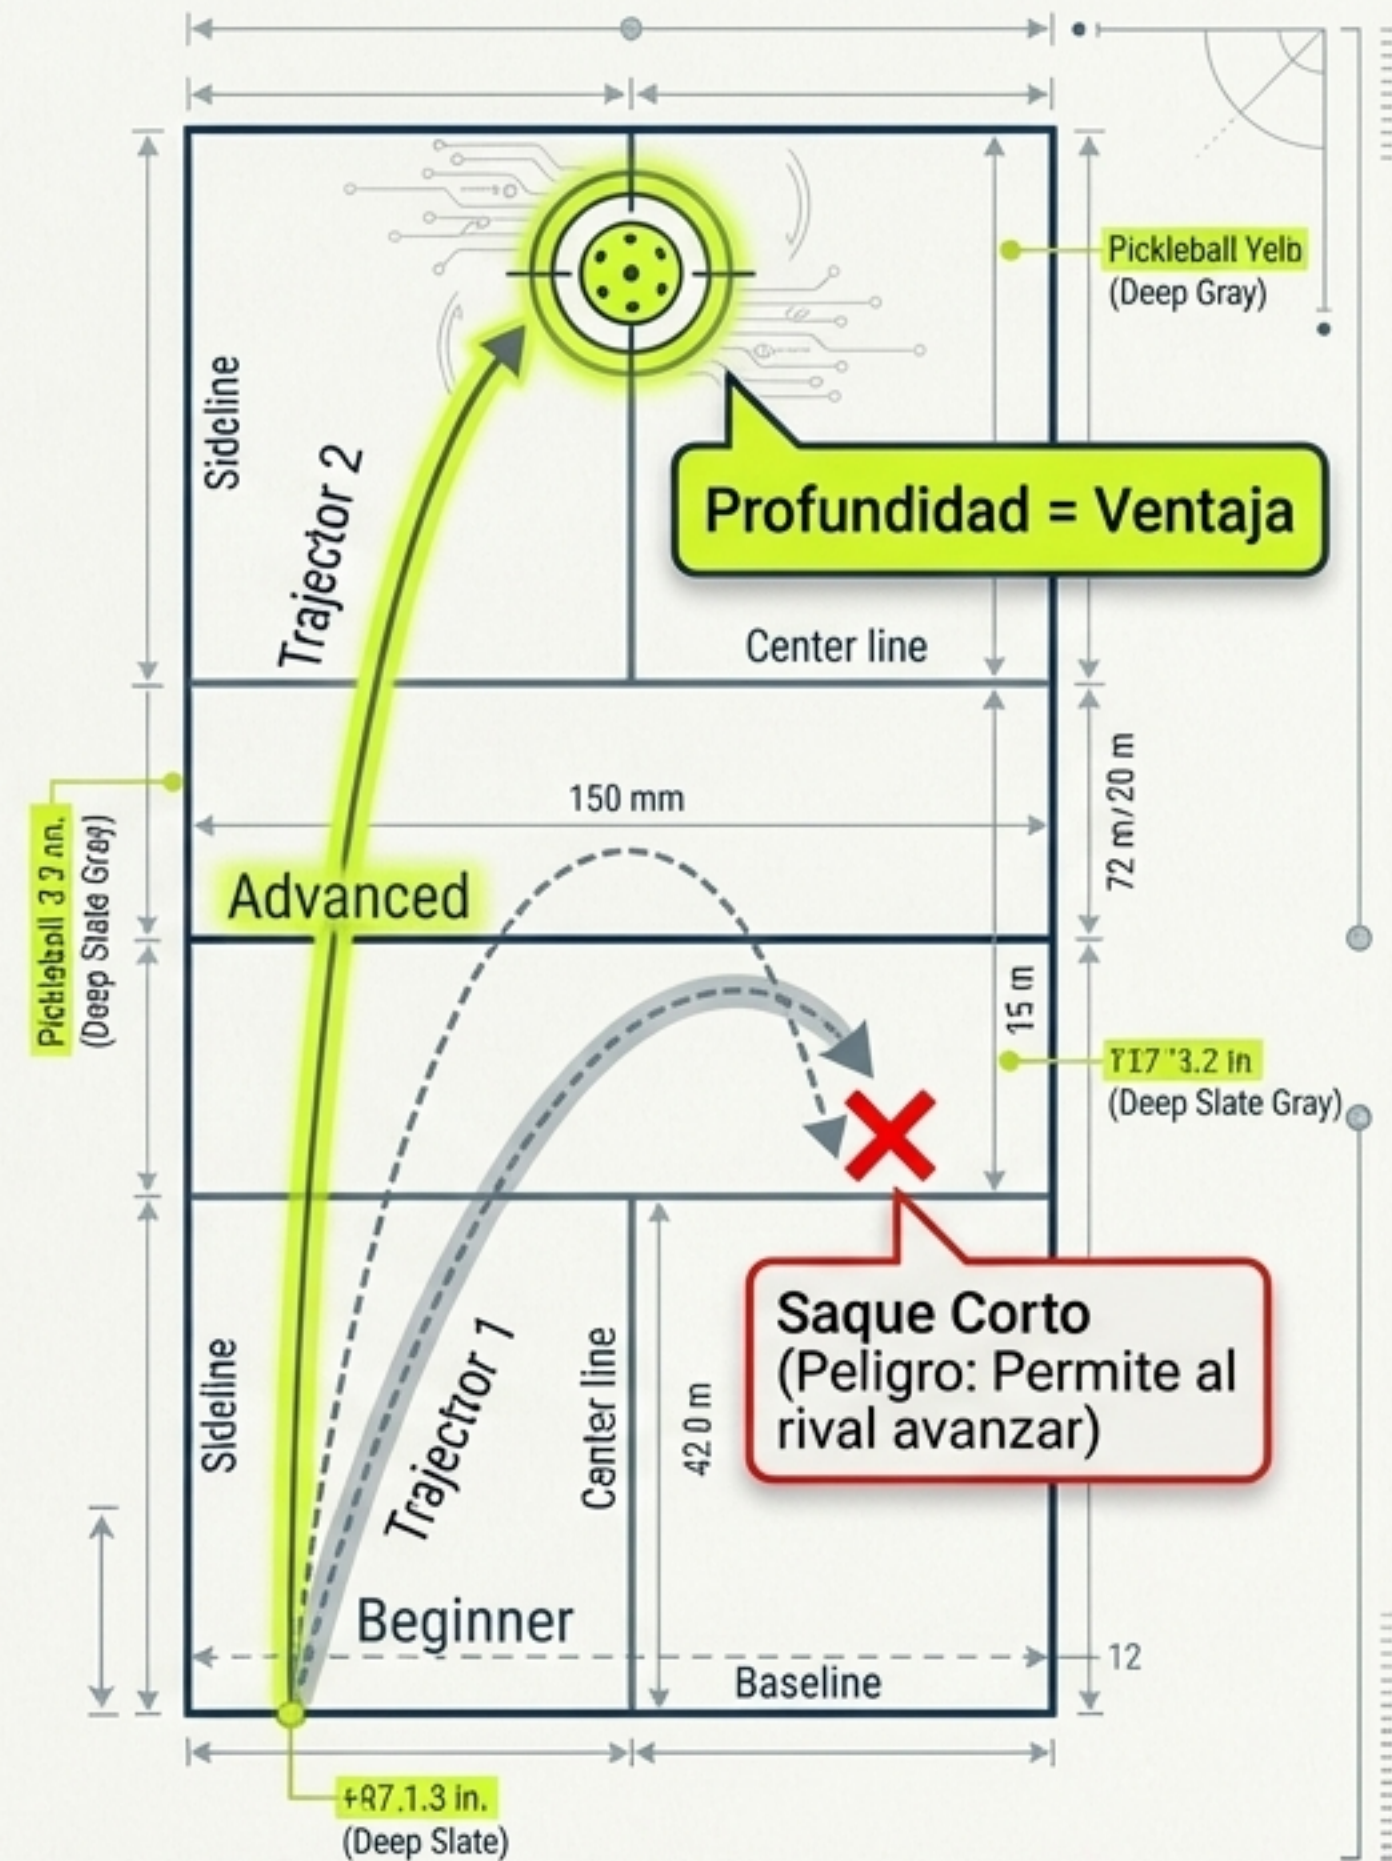 Pickleball Yelb
(Deep Gray)
Sideline
Trajector 2
Profundidad = Ventaja
Center line
150 mm
72 m/20 m
Advanced
(Deep Slate Gray)
15 m
(Deep Slate Gray)
Saque Corto
(Peligro: Permite al
rival avanzar)
Sideline
Trajector 1
Center line
42 0 m
Beginner
12
Baseline
(Deep Slate)